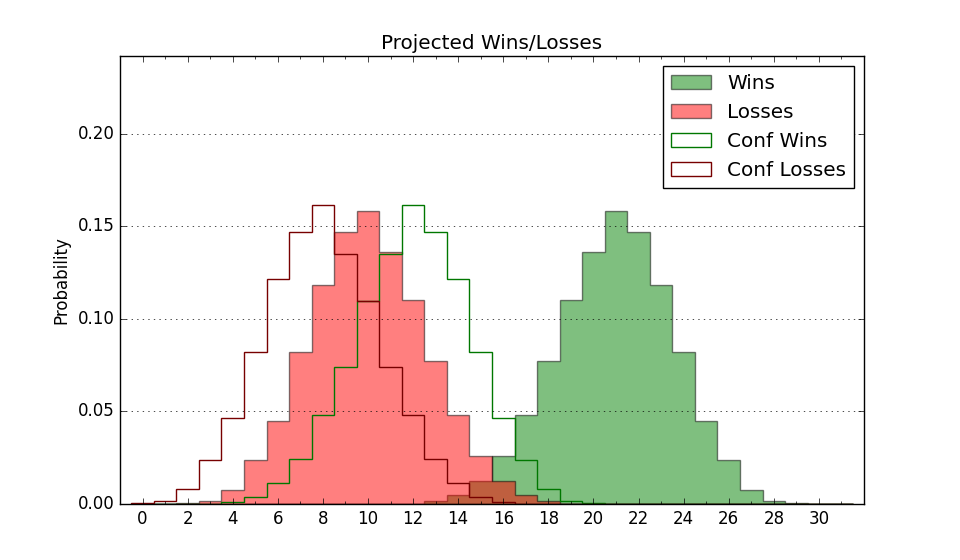 Projected Wins/Losses
Wins
Losses
Conf Wins
Conf Losses
Probability
0.20
0.15
0.10
0.05
0.00
0 2 4 6 8 10 12 14 16 18 20 22 24 26 28 30